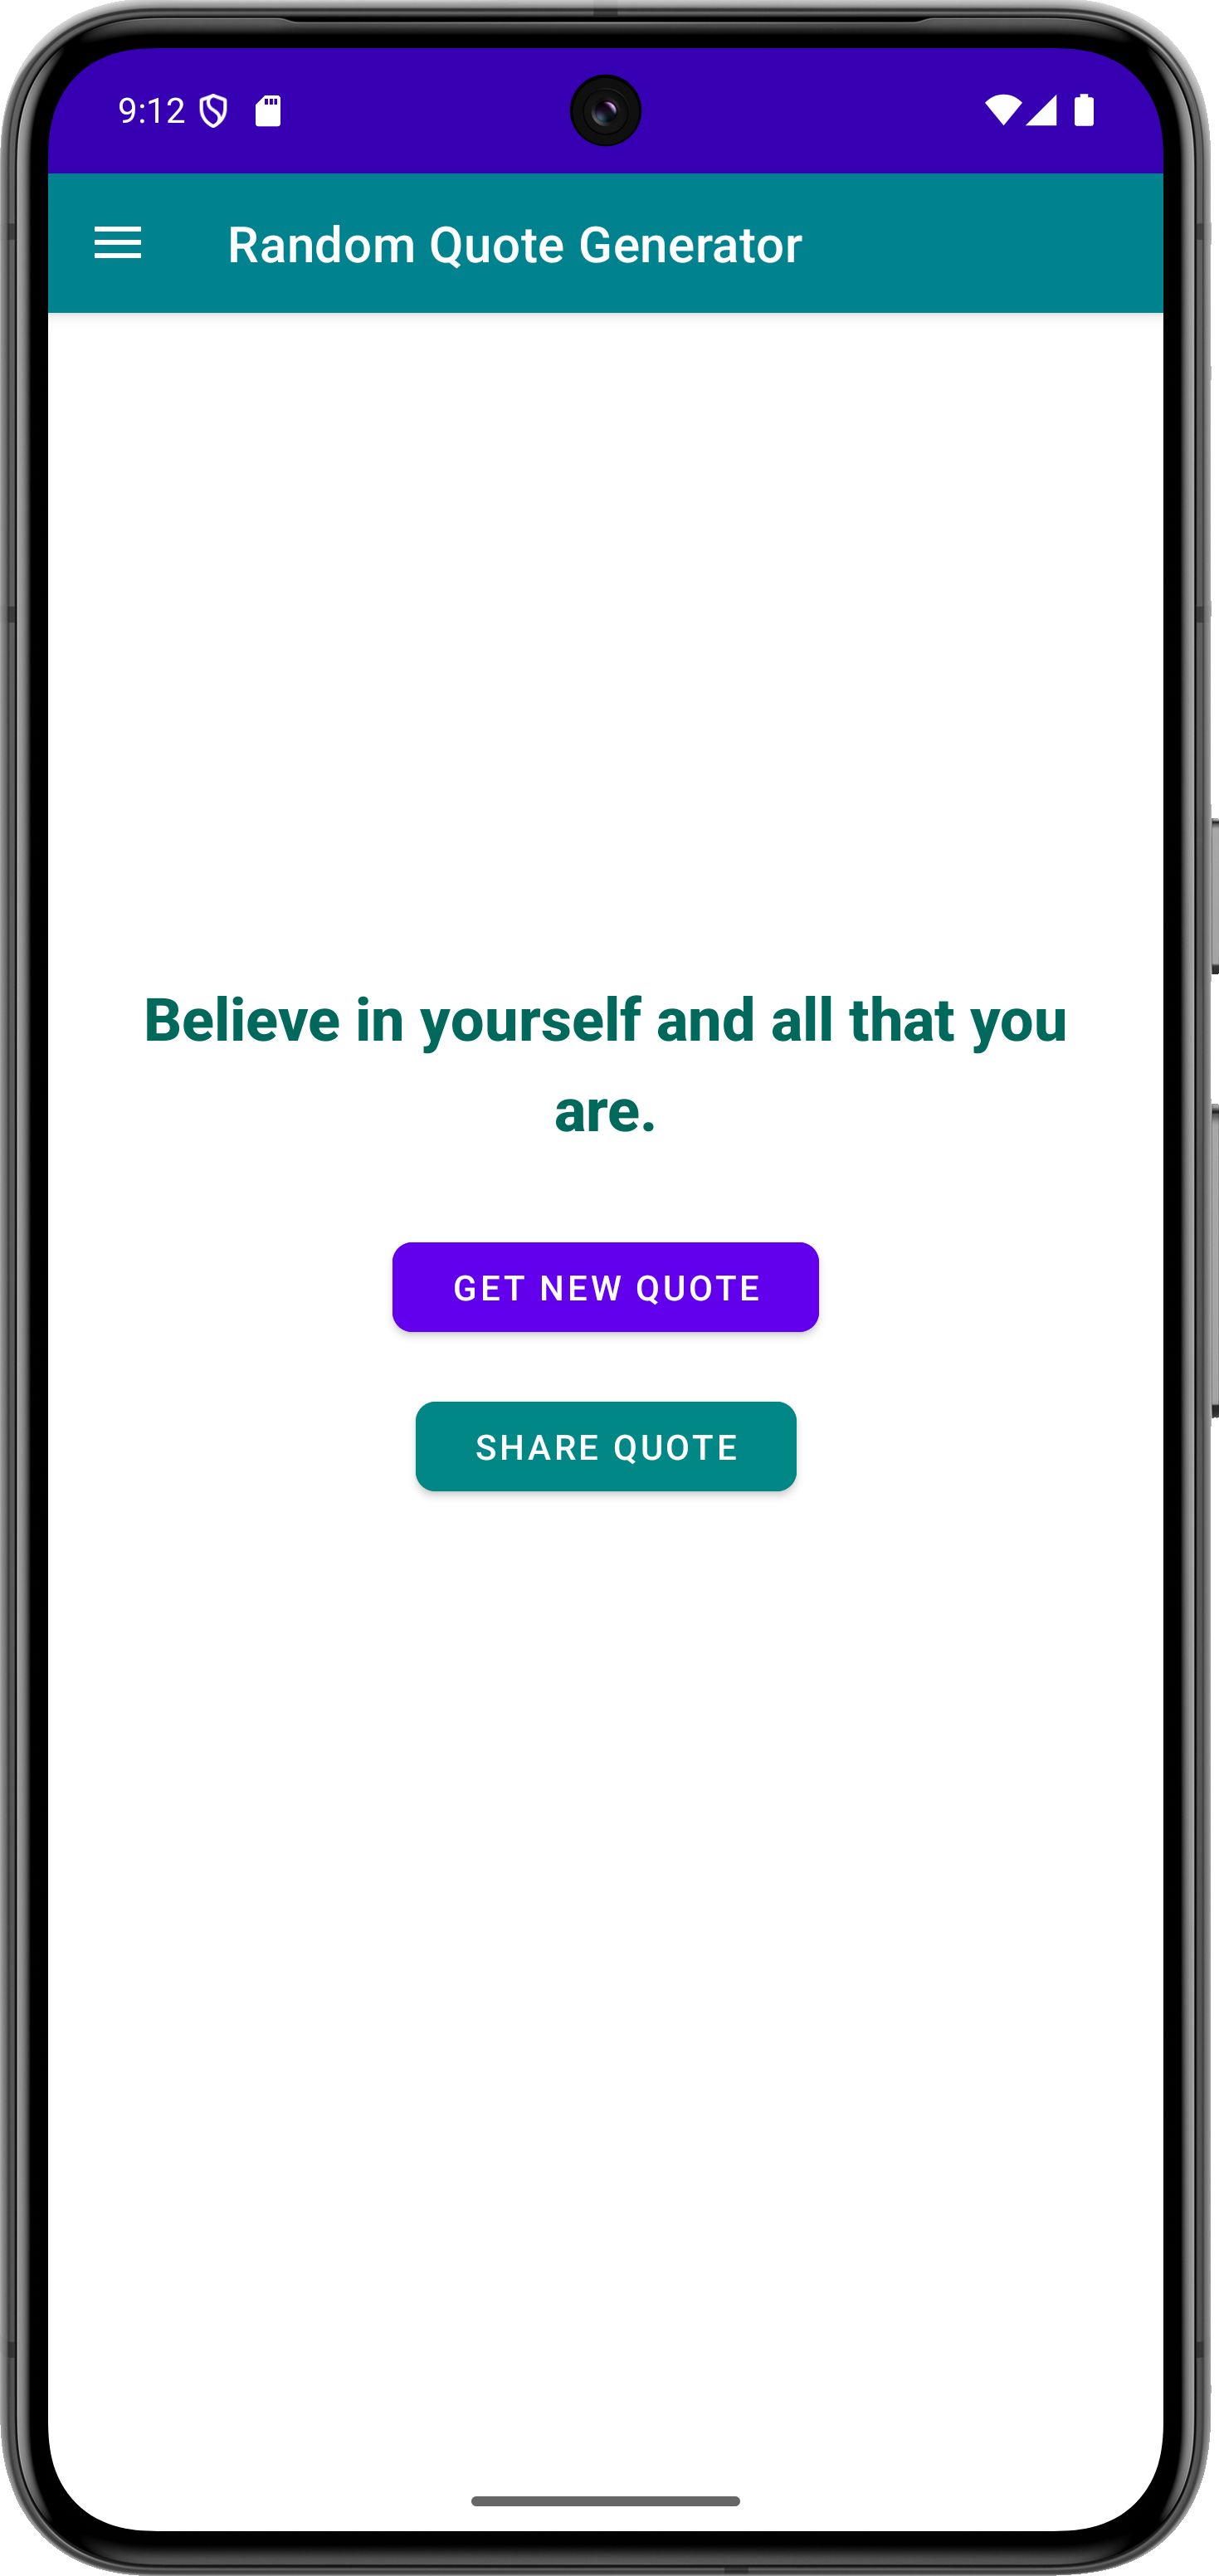 9:12
Random Quote Generator
Believe in yourself and all that you
are.
GET NEW QUOTE
SHARE QUOTE